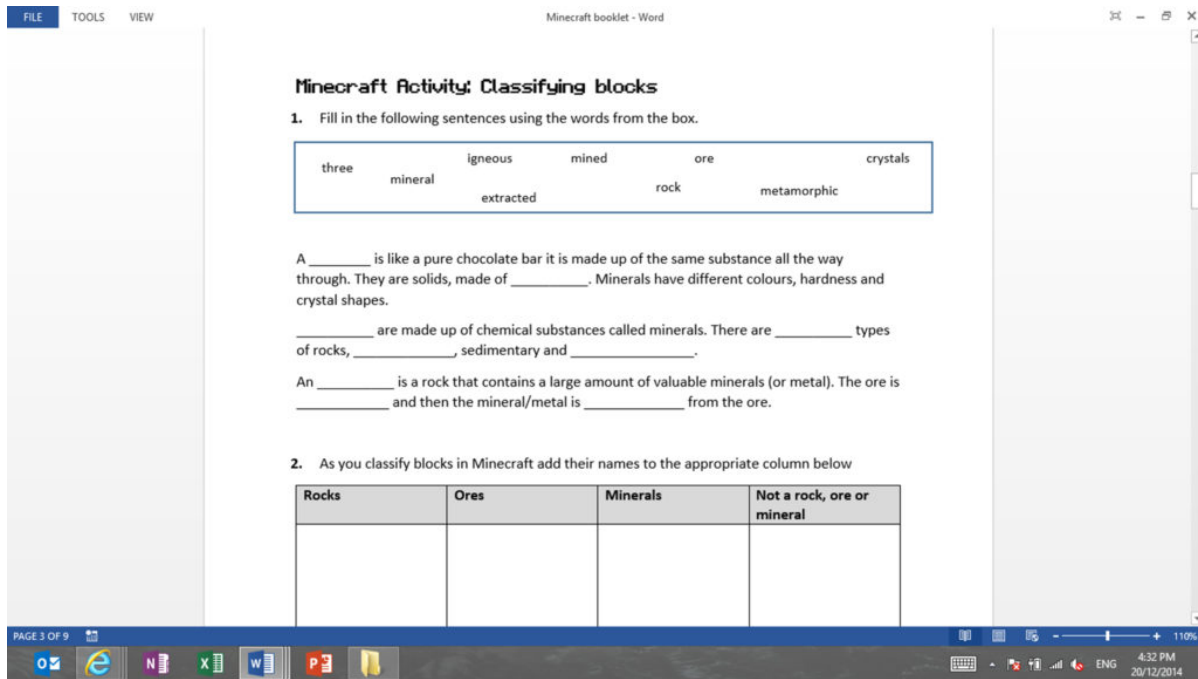 FILE TOOLS VIEW Minecraft booklet - Word
Minecraft Activity: Classifying blocks
1. Fill in the following sentences using the words from the box.
three igneous mined ore crystals
mineral extracted rock metamorphic
A ________ is like a pure chocolate bar it is made up of the same substance all the way
through. They are solids, made of __________. Minerals have different colours, hardness and
crystal shapes.
__________ are made up of chemical substances called minerals. There are __________ types
of rocks, _____________, sedimentary and ________________.
An __________ is a rock that contains a large amount of valuable minerals (or metal). The ore is
____________ and then the mineral/metal is _____________ from the ore.
2. As you classify blocks in Minecraft add their names to the appropriate column below
Rocks Ores Minerals Not a rock, ore or
mineral
PAGE 3 OF 9 110%
ENG 4:32 PM
20/12/2014